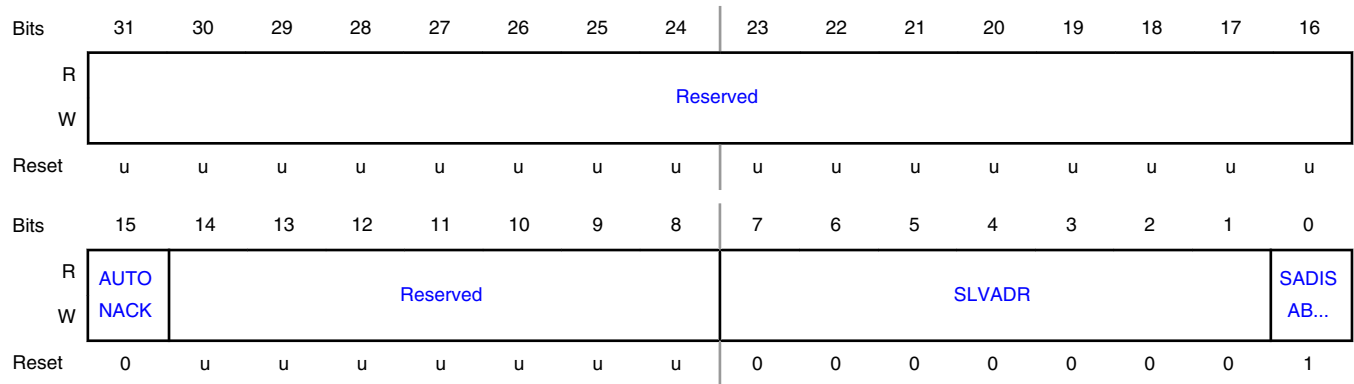 Bits 31 30 29 28 27 26 25 24 23 22 21 20 19 18 17 16
R
Reserved
W
Reset u u u u u u u u u u u u u u u u
Bits 15 14 13 12 11 10 9 8 7 6 5 4 3 2 1 0
R AUTO SADIS
Reserved SLVADR
W NACK AB...
Reset 0 u u u u u u u 0 0 0 0 0 0 0 1